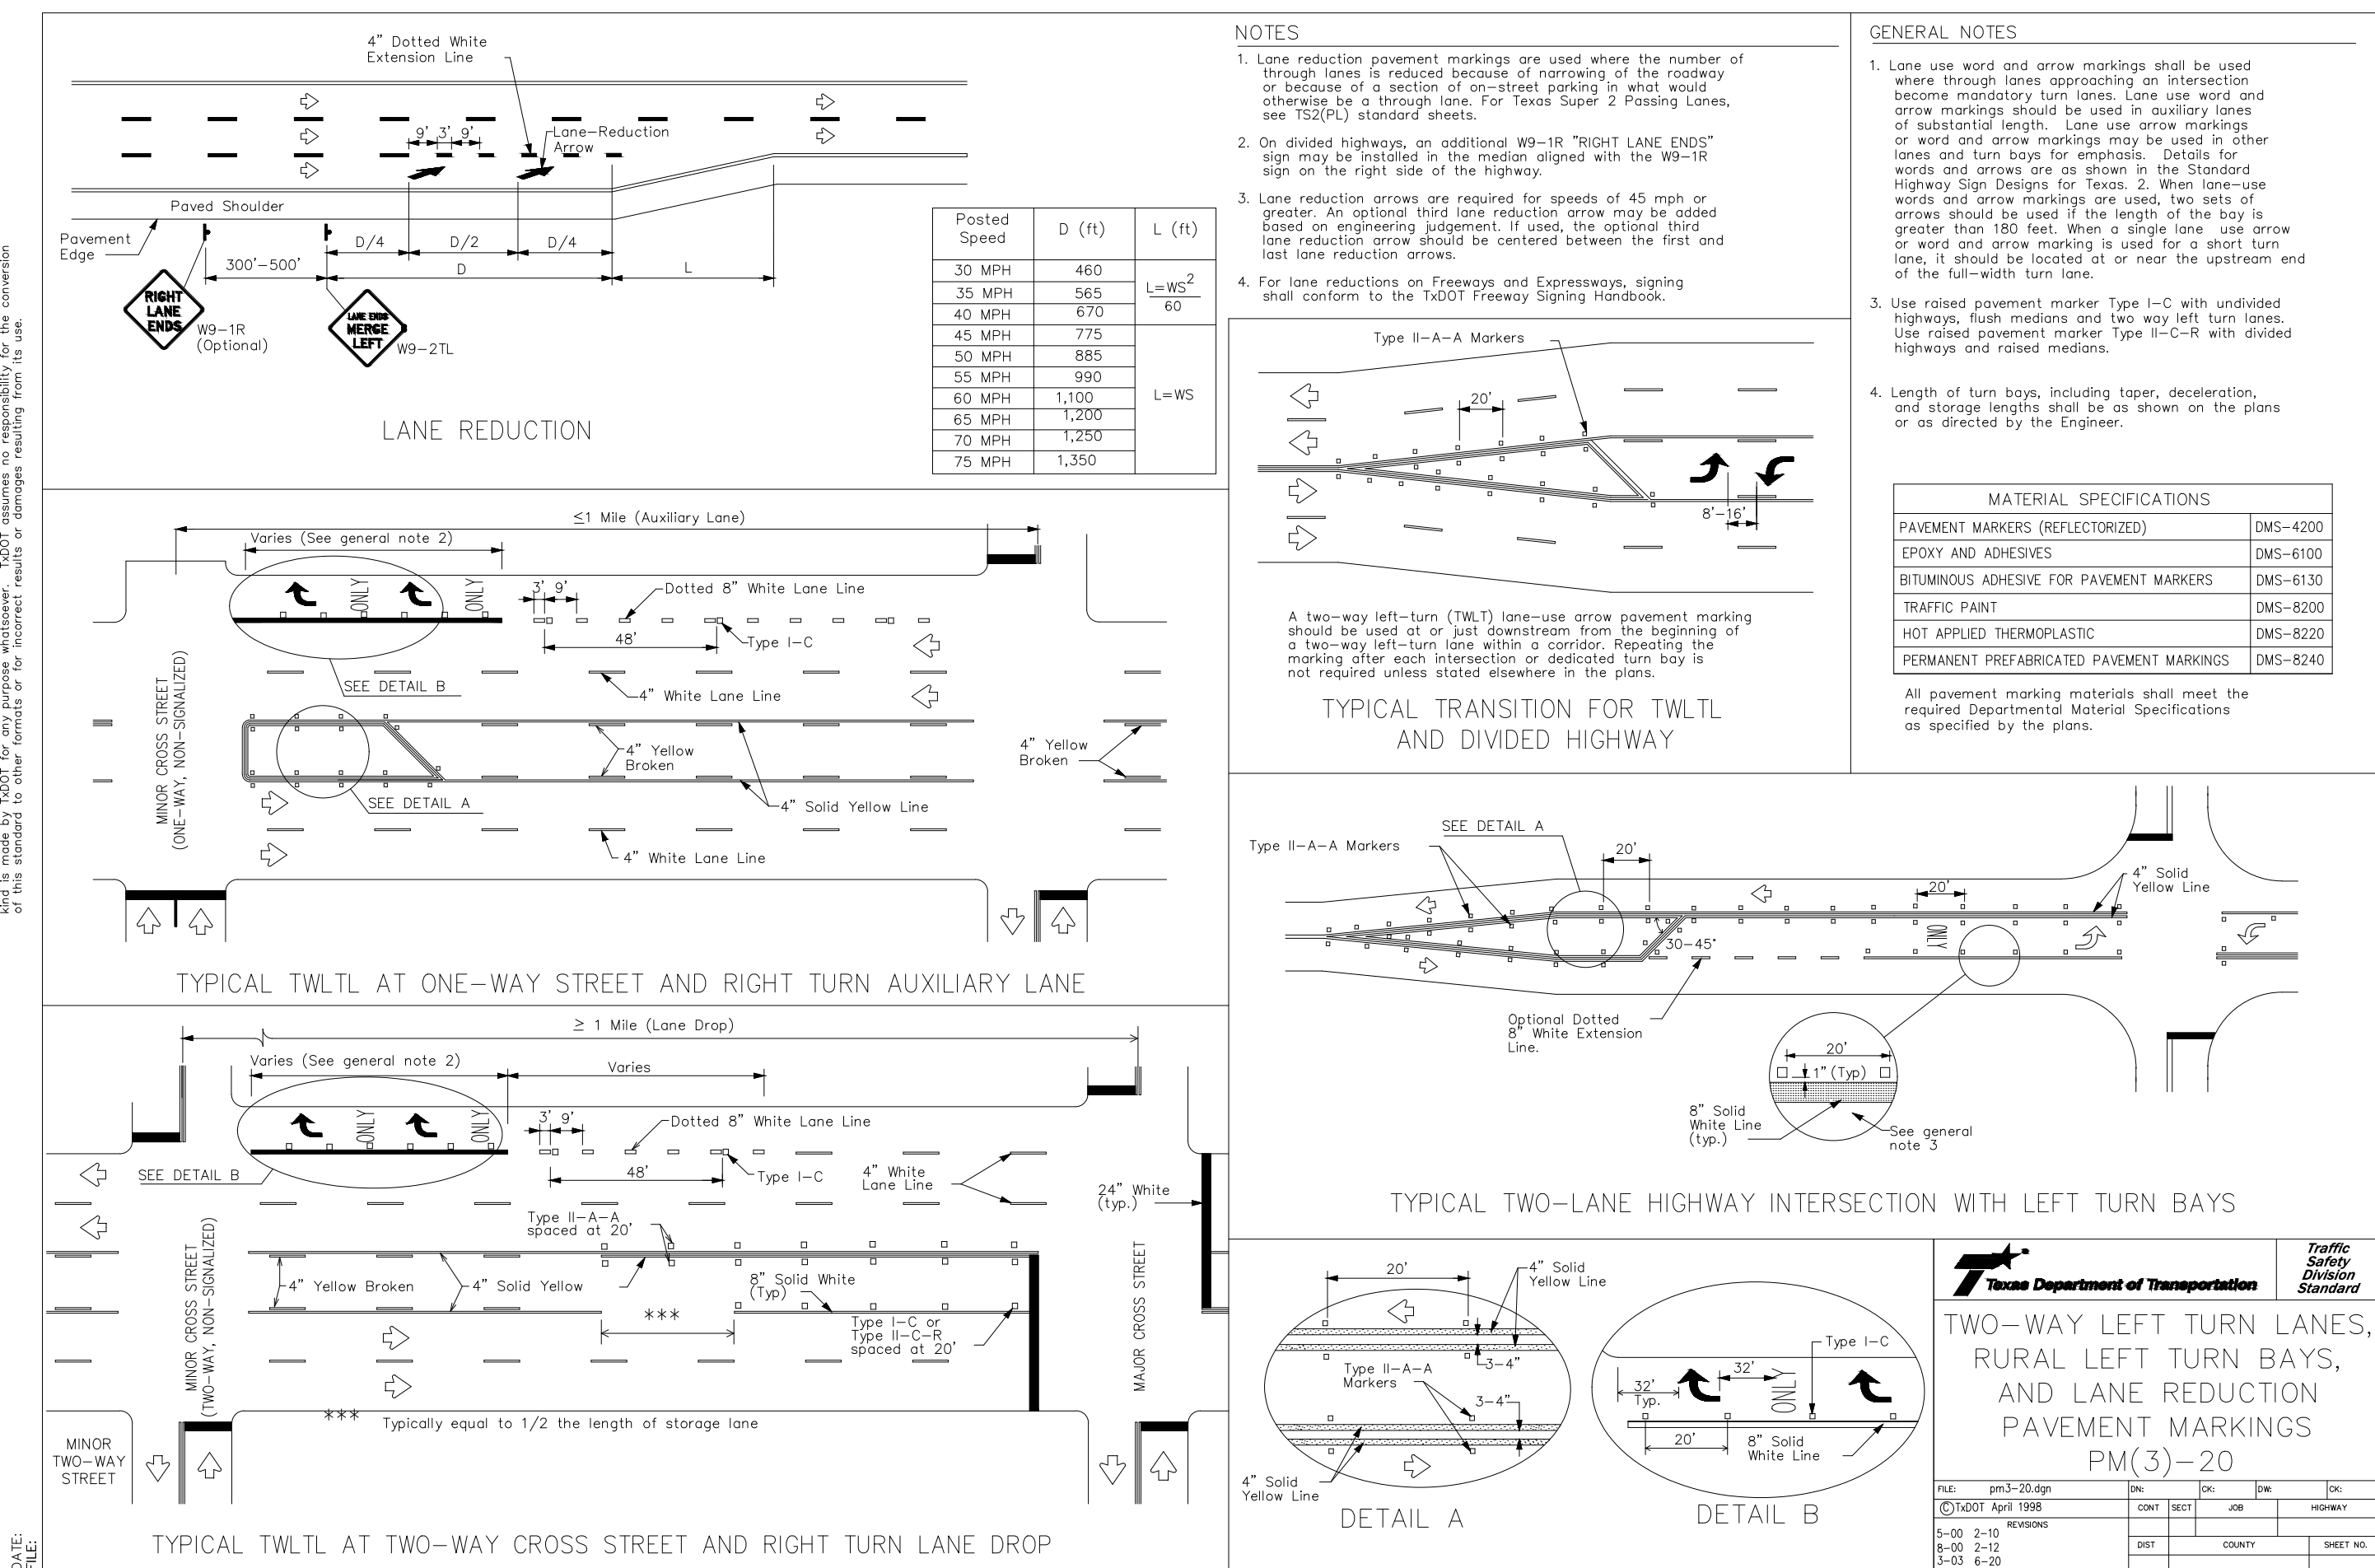 kind is made by TxDOT for any purpose whatsoever. TxDOT assumes no responsibility for the conversion
of this standard to other formats or for incorrect results or damages resulting from its use.
DATE:
FILE:
4" Dotted White
Extension Line
9' 3' 9'
Lane-Reduction
Arrow
Paved Shoulder
Pavement
Edge
D/4 D/2 D/4
300'-500' D L
RIGHT
LANE
ENDS
W9-1R
(Optional)
LANE ENDS
MERGE
LEFT
W9-2TL
LANE REDUCTION
Posted
Speed
D (ft)
L (ft)
30 MPH 460
35 MPH 565
40 MPH 670
L=WS²
60
45 MPH 775
50 MPH 885
55 MPH 990
60 MPH 1,100
65 MPH 1,200
70 MPH 1,250
75 MPH 1,350
L=WS
NOTES
1. Lane reduction pavement markings are used where the number of
through lanes is reduced because of narrowing of the roadway
or because of a section of on-street parking in what would
otherwise be a through lane. For Texas Super 2 Passing Lanes,
see TS2(PL) standard sheets.
2. On divided highways, an additional W9-1R "RIGHT LANE ENDS"
sign may be installed in the median aligned with the W9-1R
sign on the right side of the highway.
3. Lane reduction arrows are required for speeds of 45 mph or
greater. An optional third lane reduction arrow may be added
based on engineering judgement. If used, the optional third
lane reduction arrow should be centered between the first and
last lane reduction arrows.
4. For lane reductions on Freeways and Expressways, signing
shall conform to the TxDOT Freeway Signing Handbook.
GENERAL NOTES
1. Lane use word and arrow markings shall be used
where through lanes approaching an intersection
become mandatory turn lanes. Lane use word and
arrow markings should be used in auxiliary lanes
of substantial length. Lane use arrow markings
or word and arrow markings may be used in other
lanes and turn bays for emphasis. Details for
words and arrows are as shown in the Standard
Highway Sign Designs for Texas. 2. When lane-use
words and arrow markings are used, two sets of
arrows should be used if the length of the bay is
greater than 180 feet. When a single lane use arrow
or word and arrow marking is used for a short turn
lane, it should be located at or near the upstream end
of the full-width turn lane.
3. Use raised pavement marker Type I-C with undivided
highways, flush medians and two way left turn lanes.
Use raised pavement marker Type II-C-R with divided
highways and raised medians.
4. Length of turn bays, including taper, deceleration,
and storage lengths shall be as shown on the plans
or as directed by the Engineer.
MATERIAL SPECIFICATIONS
PAVEMENT MARKERS (REFLECTORIZED) DMS-4200
EPOXY AND ADHESIVES DMS-6100
BITUMINOUS ADHESIVE FOR PAVEMENT MARKERS DMS-6130
TRAFFIC PAINT DMS-8200
HOT APPLIED THERMOPLASTIC DMS-8220
PERMANENT PREFABRICATED PAVEMENT MARKINGS DMS-8240
All pavement marking materials shall meet the
required Departmental Material Specifications
as specified by the plans.
Type II-A-A Markers
20'
8'-16'
A two-way left-turn (TWLT) lane-use arrow pavement marking
should be used at or just downstream from the beginning of
a two-way left-turn lane within a corridor. Repeating the
marking after each intersection or dedicated turn bay is
not required unless stated elsewhere in the plans.
TYPICAL TRANSITION FOR TWLTL
AND DIVIDED HIGHWAY
≤1 Mile (Auxiliary Lane)
Varies (See general note 2)
ONLY
ONLY
3' 9'
Dotted 8" White Lane Line
48'
Type I-C
SEE DETAIL B
4" White Lane Line
MINOR CROSS STREET
(ONE-WAY, NON-SIGNALIZED)
4" Yellow
Broken
4" Yellow
Broken
SEE DETAIL A
4" Solid Yellow Line
4" White Lane Line
TYPICAL TWLTL AT ONE-WAY STREET AND RIGHT TURN AUXILIARY LANE
≥ 1 Mile (Lane Drop)
Varies (See general note 2)
Varies
ONLY
ONLY
3' 9'
Dotted 8" White Lane Line
48'
Type I-C
4" White
Lane Line
SEE DETAIL B
24" White
(typ.)
Type II-A-A
spaced at 20'
MINOR CROSS STREET
(TWO-WAY, NON-SIGNALIZED)
4" Yellow Broken
4" Solid Yellow
8" Solid White
(Typ)
***
Type I-C or
Type II-C-R
spaced at 20'
MAJOR CROSS STREET
*** Typically equal to 1/2 the length of storage lane
MINOR
TWO-WAY
STREET
TYPICAL TWLTL AT TWO-WAY CROSS STREET AND RIGHT TURN LANE DROP
SEE DETAIL A
Type II-A-A Markers
20'
20'
4" Solid
Yellow Line
30-45°
ONLY
Optional Dotted
8" White Extension
Line.
20'
1" (Typ)
8" Solid
White Line
(typ.)
See general
note 3
TYPICAL TWO-LANE HIGHWAY INTERSECTION WITH LEFT TURN BAYS
20'
4" Solid
Yellow Line
3-4"
Type II-A-A
Markers
3-4"
4" Solid
Yellow Line
DETAIL A
Type I-C
32'
Typ.
32'
ONLY
20'
8" Solid
White Line
DETAIL B
Texas Department of Transportation
Traffic
Safety
Division
Standard
TWO-WAY LEFT TURN LANES,
RURAL LEFT TURN BAYS,
AND LANE REDUCTION
PAVEMENT MARKINGS
PM(3)-20
FILE: pm3-20.dgn DN: CK: DW: CK:
© TxDOT April 1998 CONT SECT JOB HIGHWAY
REVISIONS
5-00 2-10
8-00 2-12
3-03 6-20
DIST COUNTY SHEET NO.